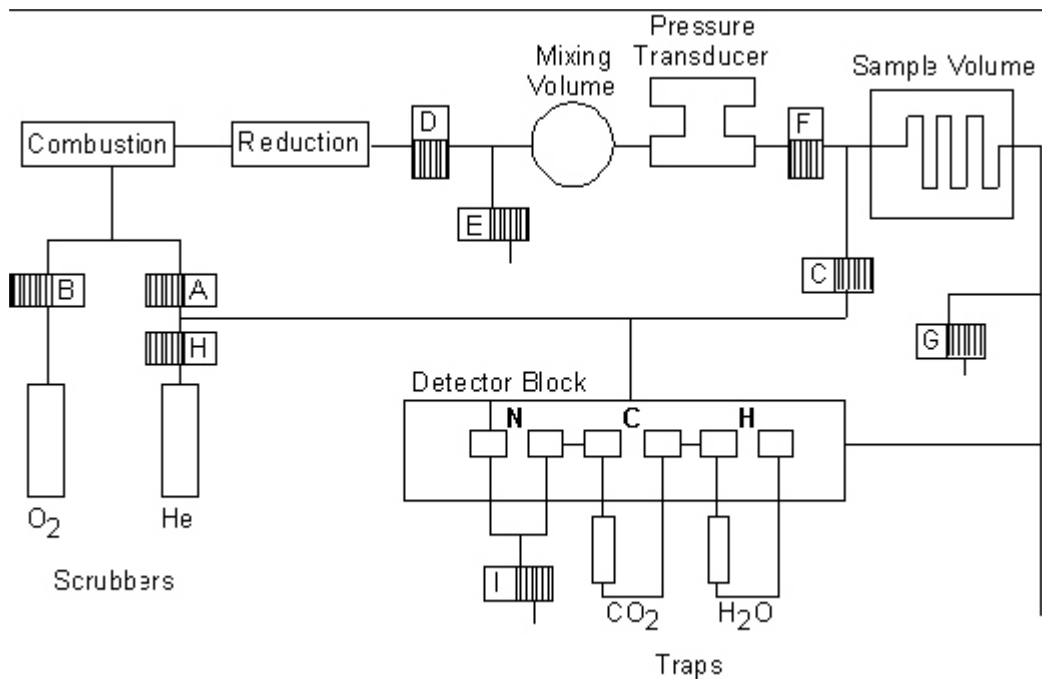 Pressure
Transducer
Mixing
Volume
Sample Volume
D
F
Combustion
Reduction
E
C
B
A
H
G
Detector Block
N C H
O2
He
I
Scrubbers
CO2
H2O
Traps